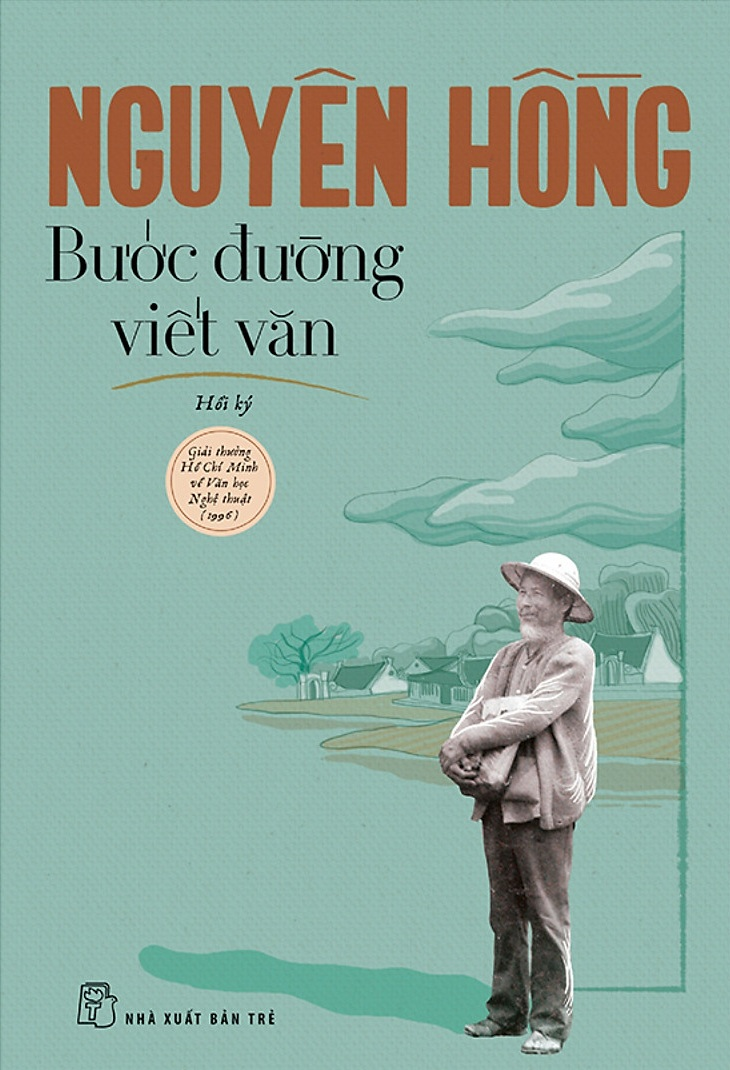 NGUYÊN HỒNG
Bước đường
viết văn
Hồi ký
Giải thưởng
Hồ Chí Minh
về Văn học
Nghệ thuật
(1996)
T
NHÀ XUẤT BẢN TRẺ